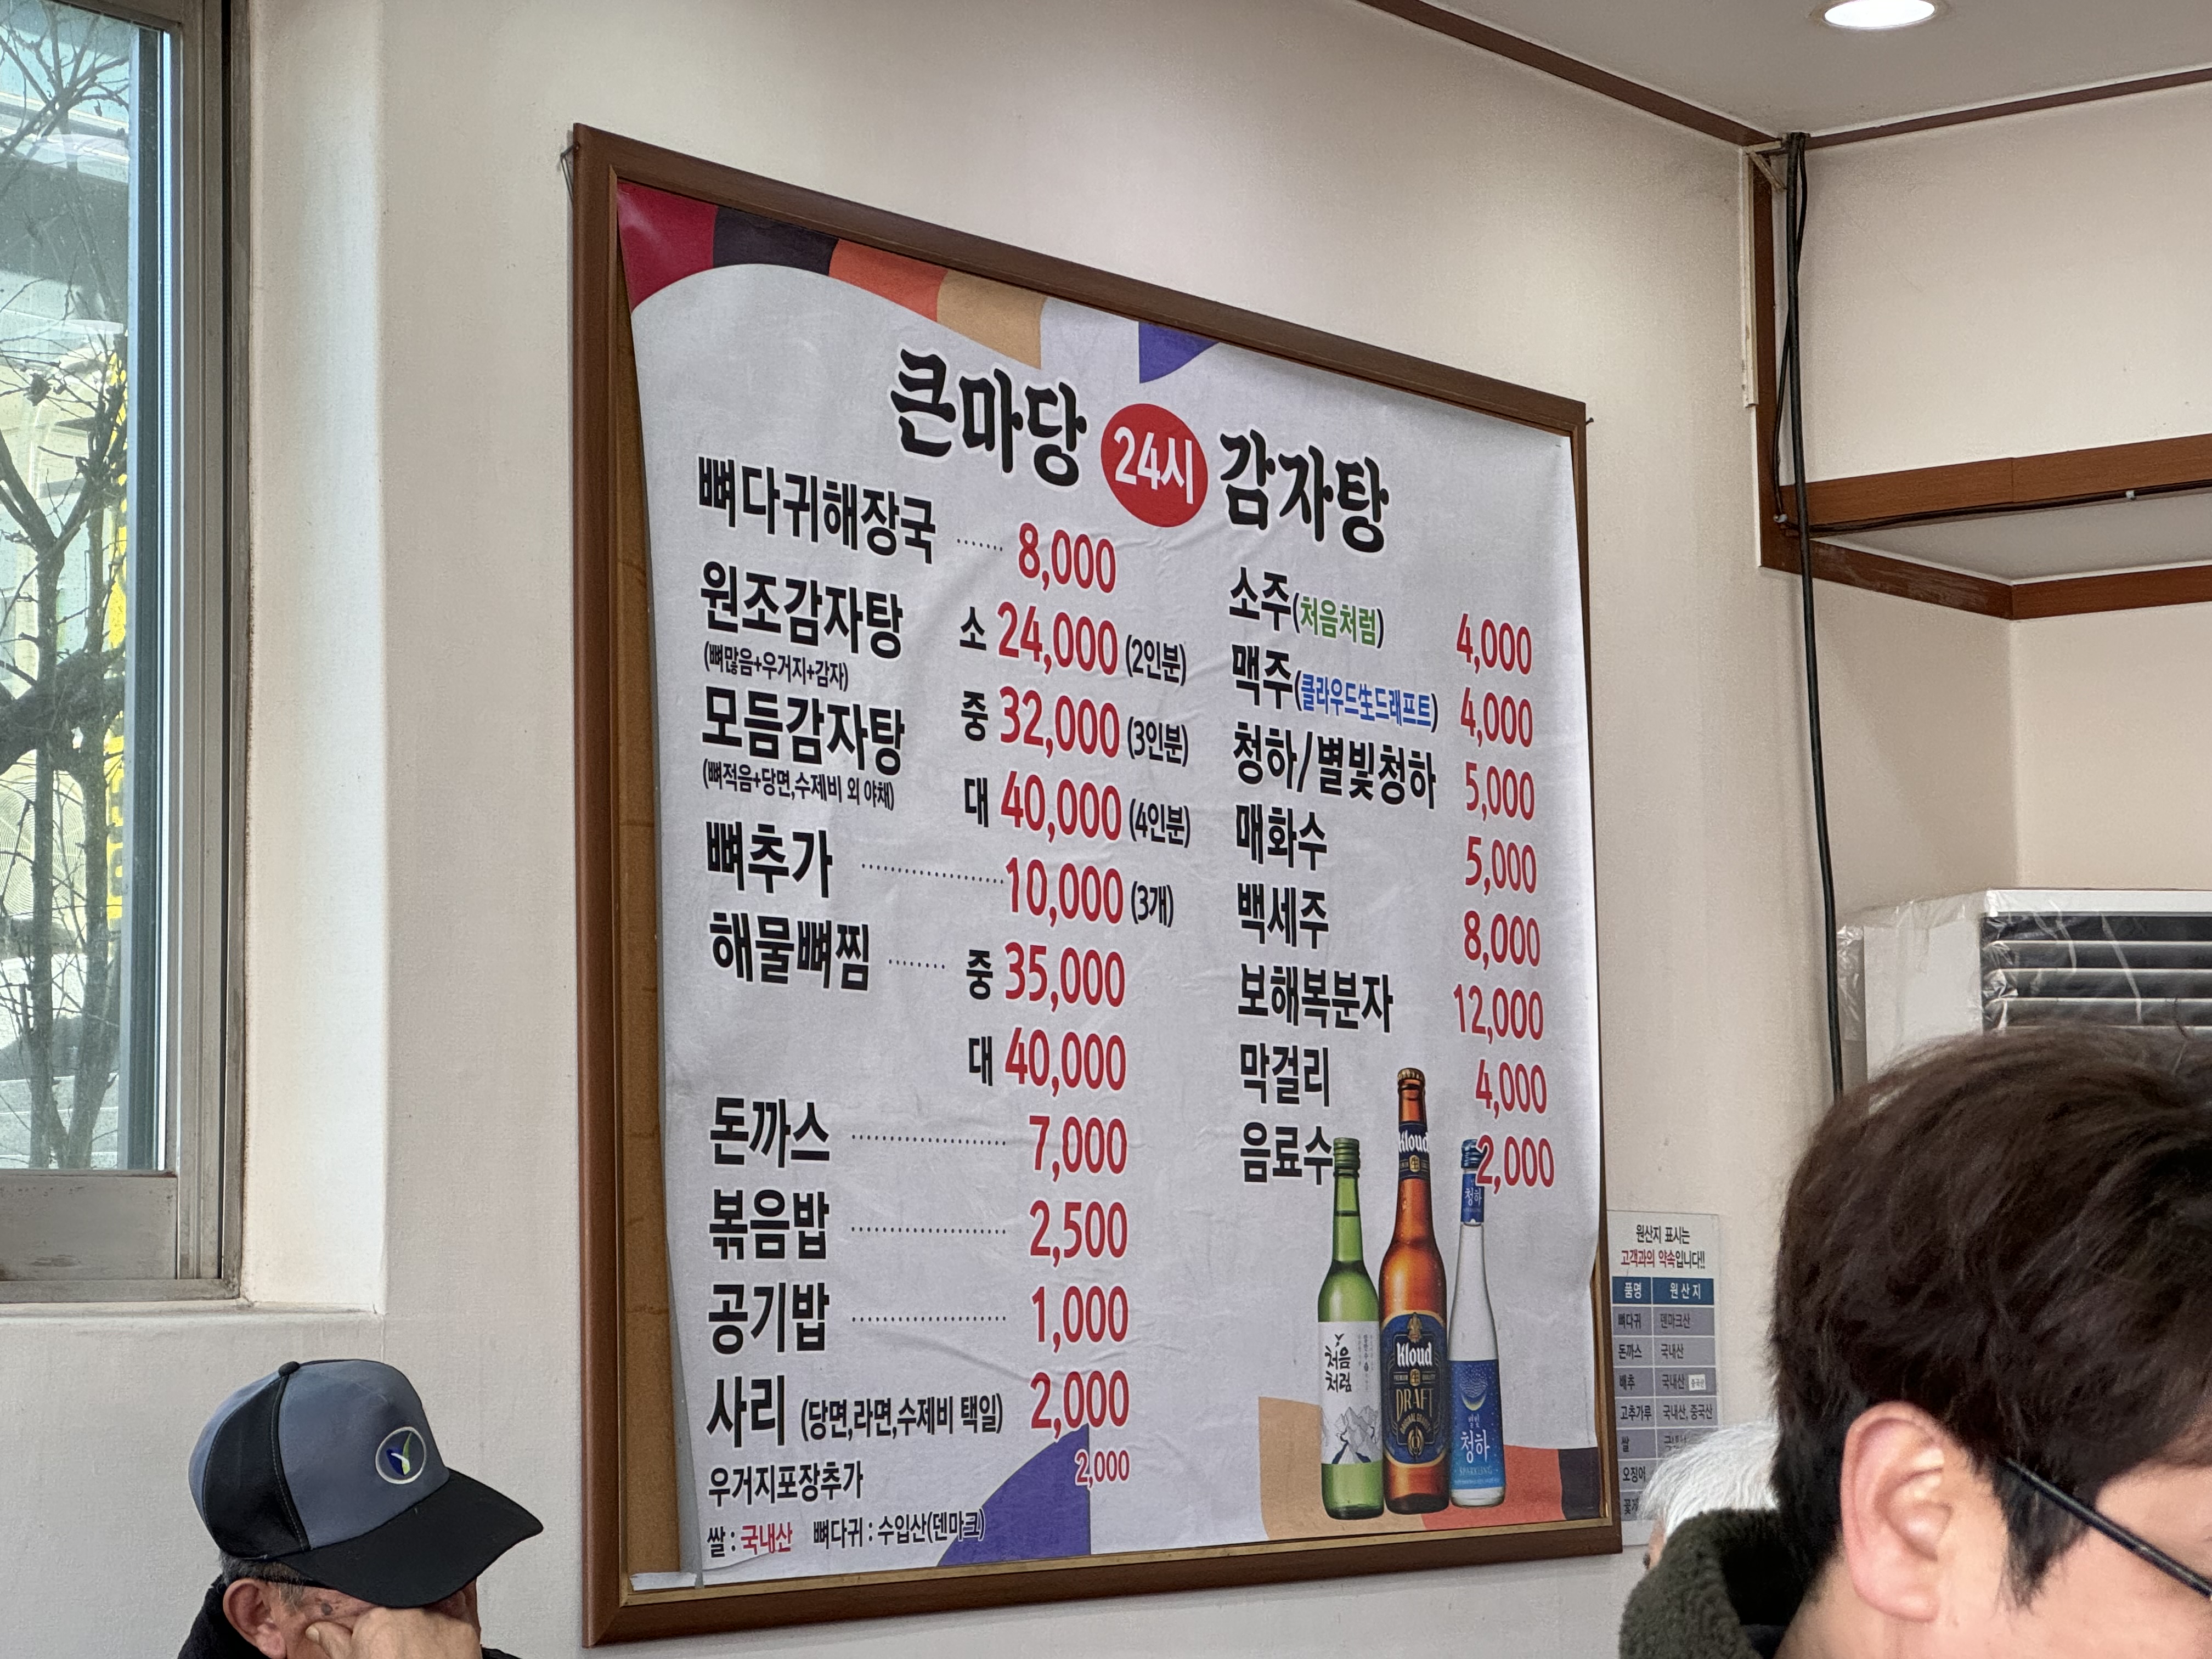 큰마당 24시 감자탕
뼈다귀해장국 ······· 8,000
원조감자탕
(뼈많음+우거지+감자)
모듬감자탕
(뼈적음+당면,수제비 외 야채)
소 24,000 (2인분)
중 32,000 (3인분)
대 40,000 (4인분)
뼈추가 ·················· 10,000 (3개)
해물뼈찜 ········ 중 35,000
대 40,000
돈까스 ···················· 7,000
볶음밥 ···················· 2,500
공기밥 ···················· 1,000
사리 (당면,라면,수제비 택일) 2,000
우거지포장추가 2,000
쌀 : 국내산 뼈다귀 : 수입산(덴마크)
소주(처음처럼) 4,000
맥주(클라우드生드래프트) 4,000
청하/별빛청하 5,000
매화수 5,000
백세주 8,000
보해복분자 12,000
막걸리 4,000
음료수 2,000
처음
처럼
Kloud
Kloud
DRAFT
청하
별빛
청하
SPARKLING
원산지 표시는
고객과의 약속입니다!!
품명 원산지
뼈다귀 덴마크산
돈까스 국내산
배추 국내산 중국산
고추가루 국내산, 중국산
쌀 국내산
오징어